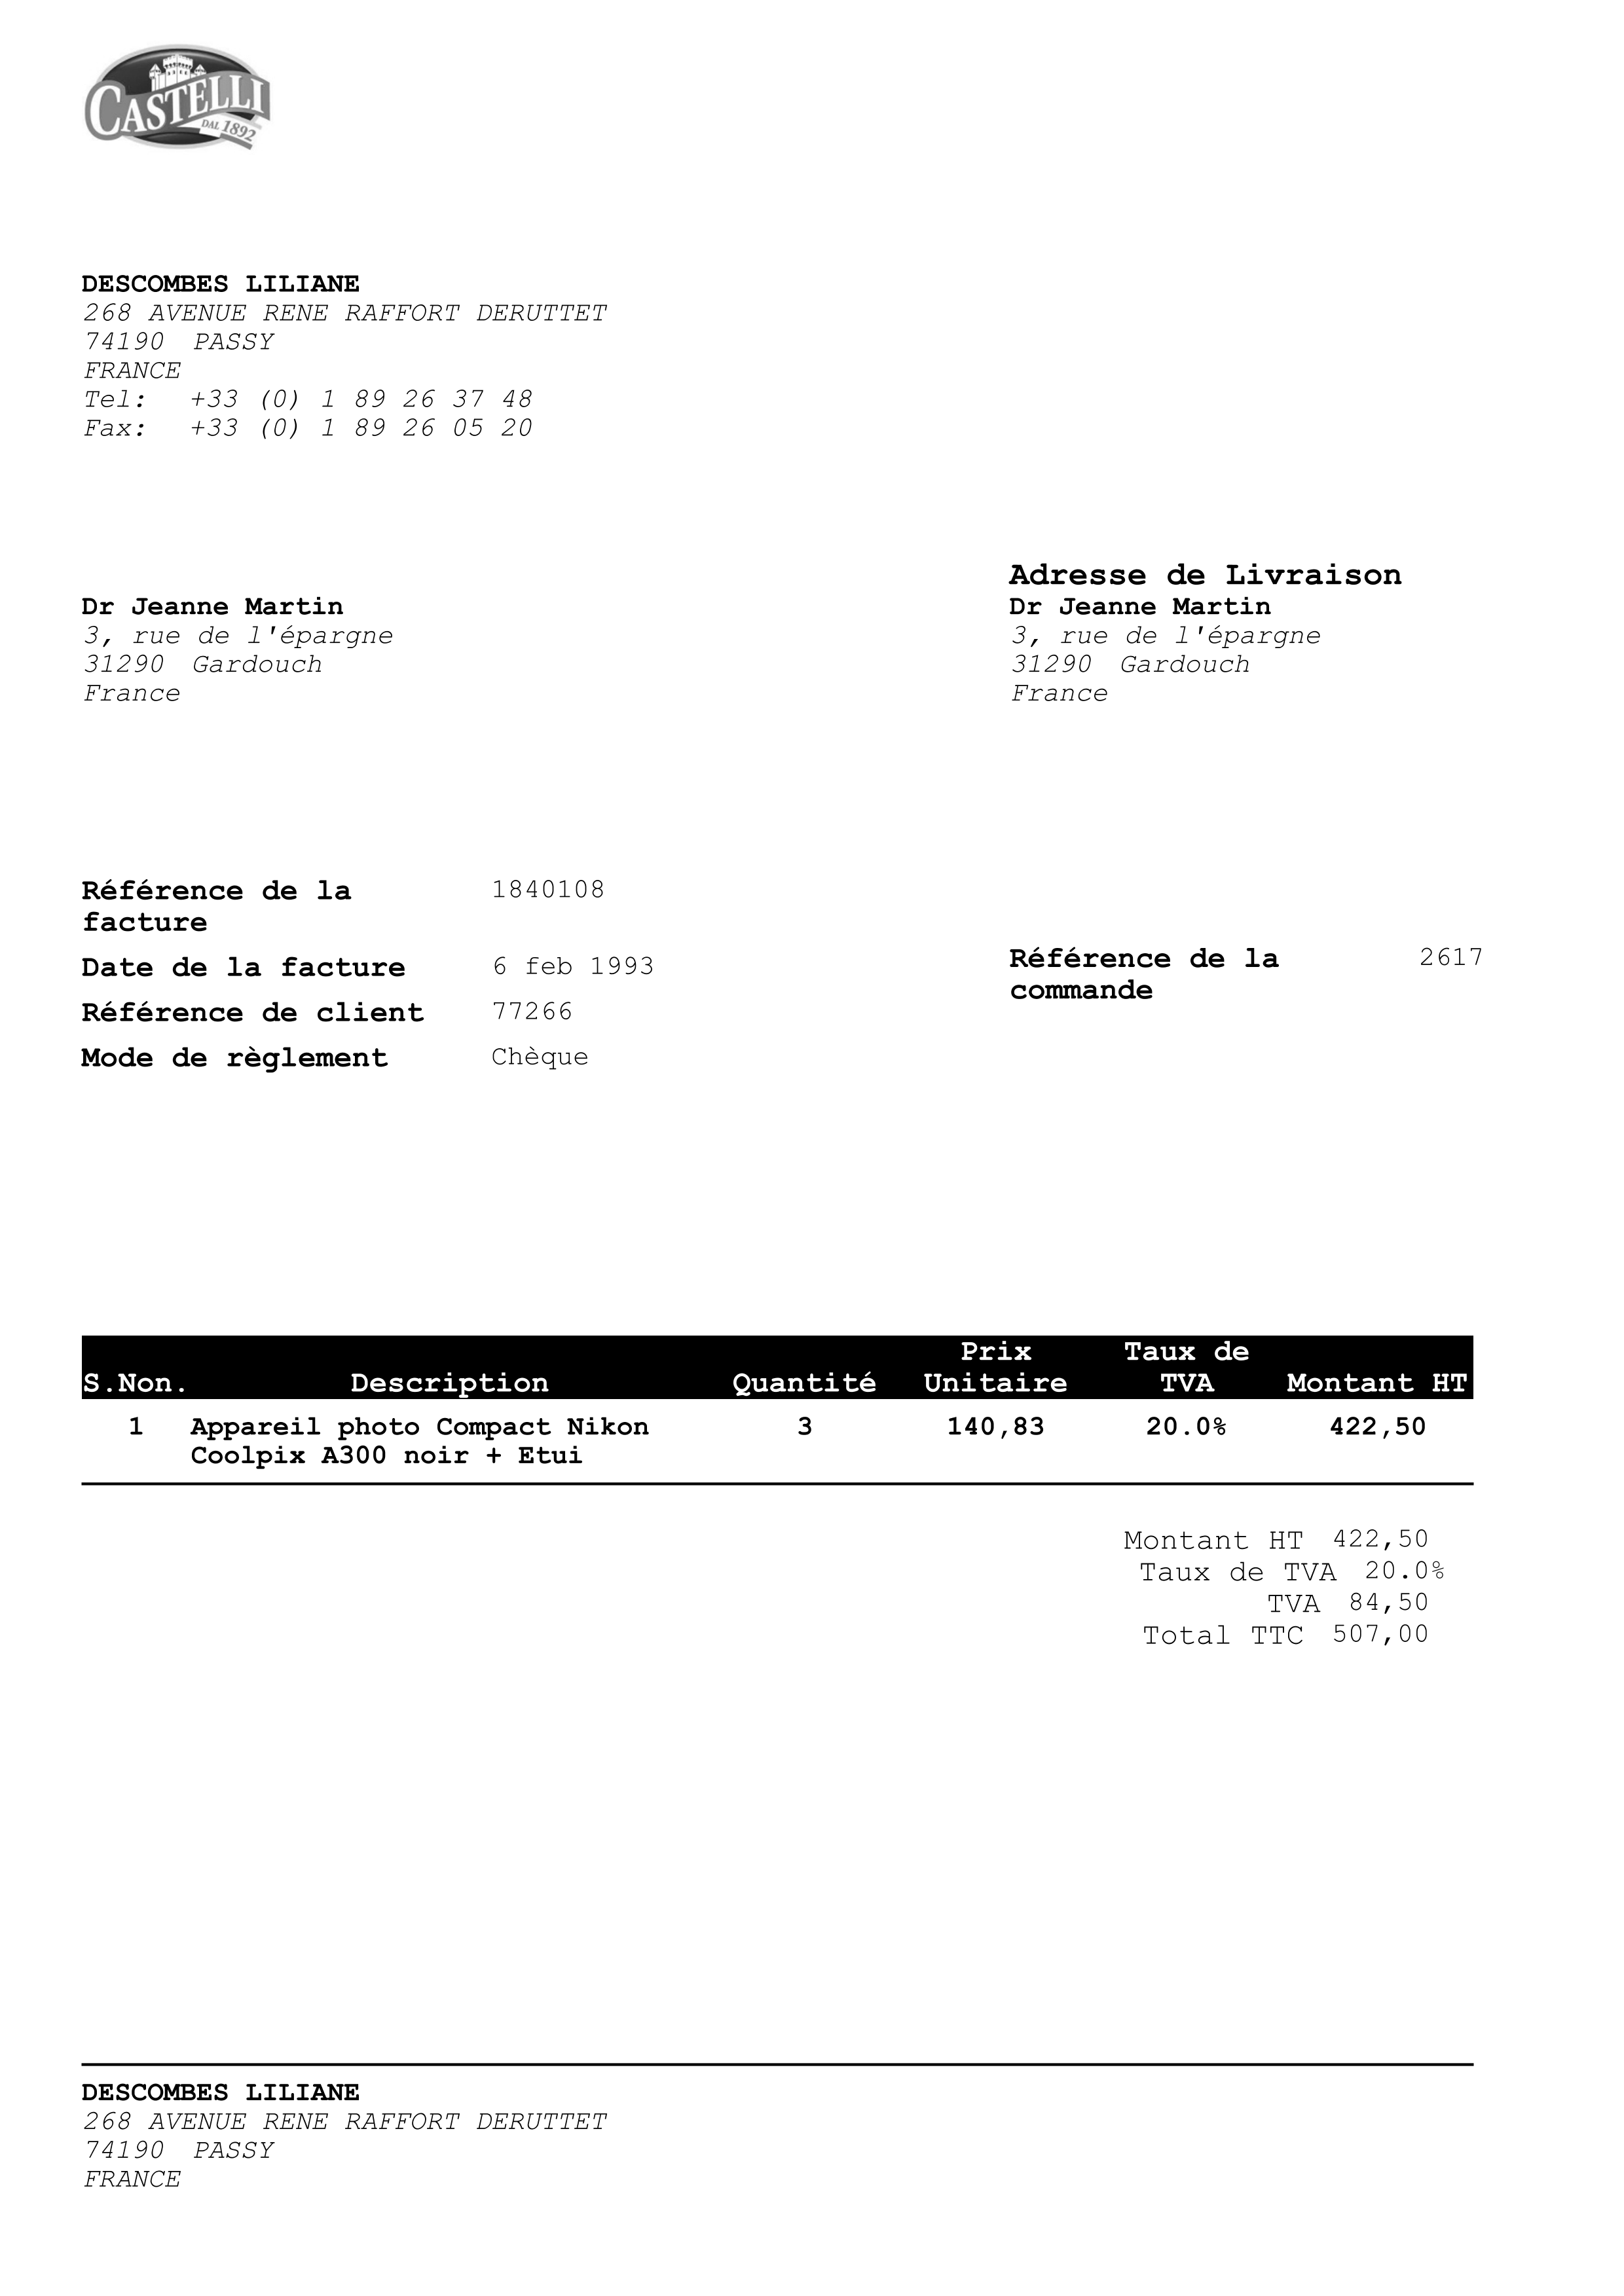 CASTELLI
DAL 1892
DESCOMBES LILIANE
268 AVENUE RENE RAFFORT DERUTTET
74190 PASSY
FRANCE
Tel: +33 (0) 1 89 26 37 48
Fax: +33 (0) 1 89 26 05 20
Adresse de Livraison
Dr Jeanne Martin
3, rue de l'épargne
31290 Gardouch
France
Dr Jeanne Martin
3, rue de l'épargne
31290 Gardouch
France
Référence de la facture 1840108
Date de la facture 6 feb 1993
Référence de client 77266
Mode de règlement Chèque
Référence de la commande 2617
S.Non. Description Quantité Prix Unitaire Taux de TVA Montant HT
1 Appareil photo Compact Nikon 3 140,83 20.0% 422,50
Coolpix A300 noir + Etui
Montant HT 422,50
Taux de TVA 20.0%
TVA 84,50
Total TTC 507,00
DESCOMBES LILIANE
268 AVENUE RENE RAFFORT DERUTTET
74190 PASSY
FRANCE